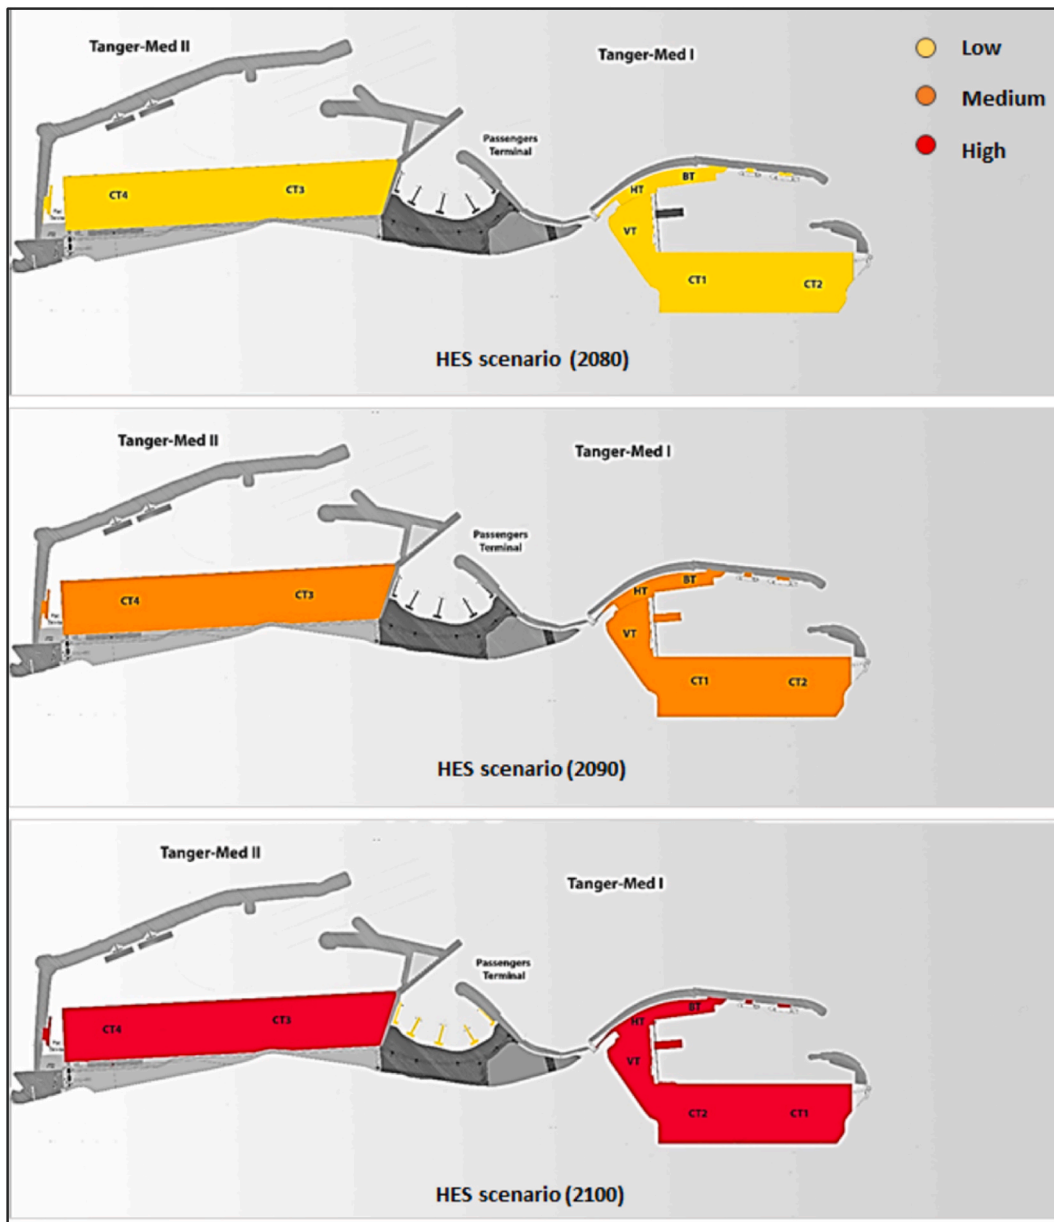 Tanger-Med II
Tanger-Med I
Low
Medium
High
Passengers
Terminal
CT4
CT3
HT
BT
VT
CT1
CT2
HES scenario (2080)
Tanger-Med II
Tanger-Med I
Passengers
Terminal
CT4
CT3
HT
BT
VT
CT1
CT2
HES scenario (2090)
Tanger-Med II
Tanger-Med I
Passengers
Terminal
CT4
CT3
HT
BT
VT
CT2
CT1
HES scenario (2100)